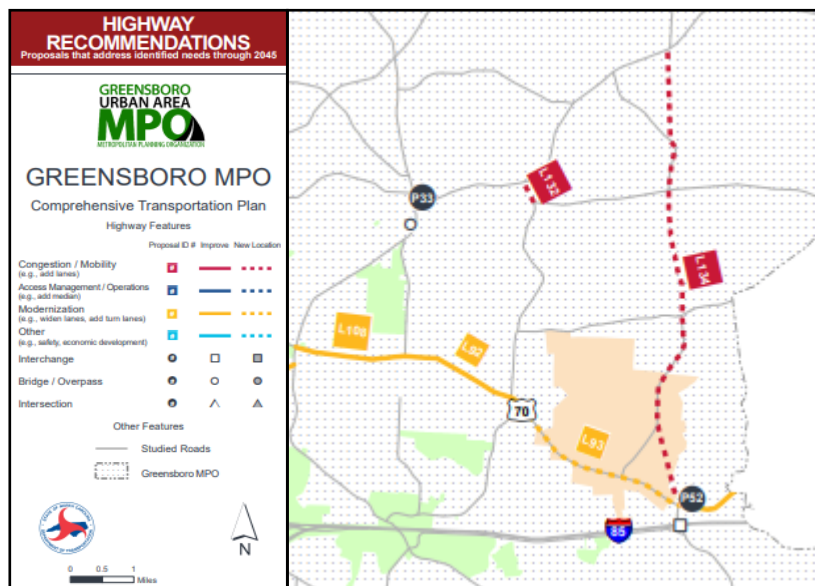 HIGHWAY
RECOMMENDATIONS
Proposals that address identified needs through 2045
GREENSBORO
URBAN AREA
MPO
METROPOLITAN PLANNING ORGANIZATION
GREENSBORO MPO
Comprehensive Transportation Plan
Highway Features
Proposal ID # Improve New Location
Congestion / Mobility
(e.g., add lanes)
Access Management / Operations
(e.g., add median)
Modernization
(e.g., widen lanes, add turn lanes)
Other
(e.g., safety, economic development)
Interchange
Bridge / Overpass
Intersection
Other Features
Studied Roads
Greensboro MPO
N
0 0.5 1
Miles
L132
P33
L134
L108
L92
70
L93
P52
85